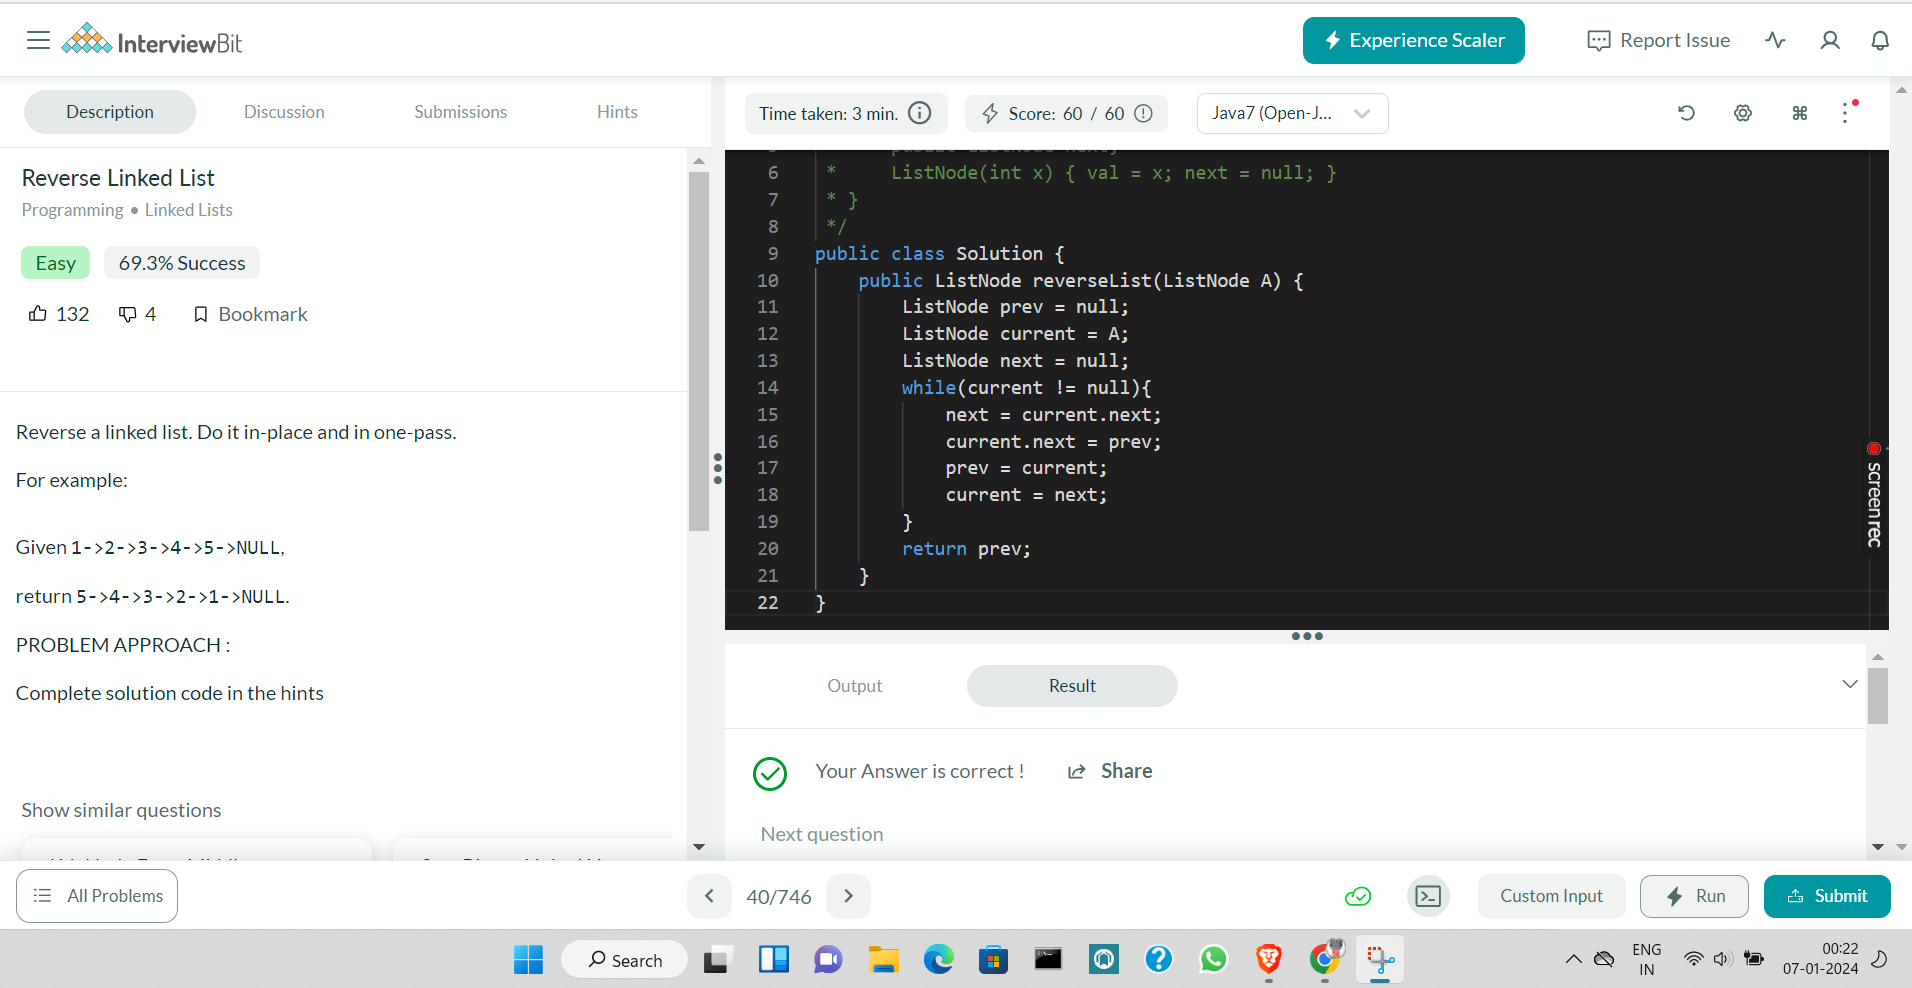 InterviewBit
Experience Scaler
Report Issue
Description
Discussion
Submissions
Hints
Time taken: 3 min.
Score: 60 / 60
Java7 (Open-J...
Reverse Linked List
Programming • Linked Lists
Easy
69.3% Success
132
4
Bookmark
Reverse a linked list. Do it in-place and in one-pass.
For example:
Given 1->2->3->4->5->NULL,
return 5->4->3->2->1->NULL.
PROBLEM APPROACH :
Complete solution code in the hints
Show similar questions
6 * ListNode(int x) { val = x; next = null; }
7 * }
8 */
9 public class Solution {
10 public ListNode reverseList(ListNode A) {
11 ListNode prev = null;
12 ListNode current = A;
13 ListNode next = null;
14 while(current != null){
15 next = current.next;
16 current.next = prev;
17 prev = current;
18 current = next;
19 }
20 return prev;
21 }
22 }
screenrec
Output
Result
Your Answer is correct !
Share
Next question
All Problems
40/746
Custom Input
Run
Submit
Search
ENG
IN
00:22
07-01-2024